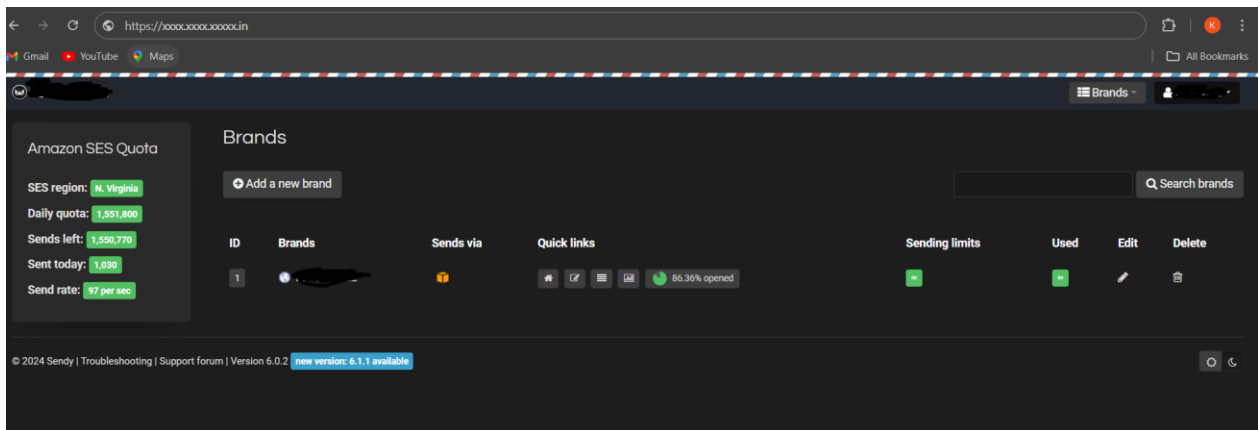 https://xxxx.xxxx.xxxxx.in
K
Gmail YouTube Maps
All Bookmarks
Brands
Amazon SES Quota
SES region: N. Virginia
Daily quota: 1,551,800
Sends left: 1,550,770
Sent today: 1,030
Send rate: 97 per sec
Brands
Add a new brand
Search brands
ID Brands Sends via Quick links Sending limits Used Edit Delete
1 86.36% opened ∞ ∞
© 2024 Sendy | Troubleshooting | Support forum | Version 6.0.2 new version: 6.1.1 available